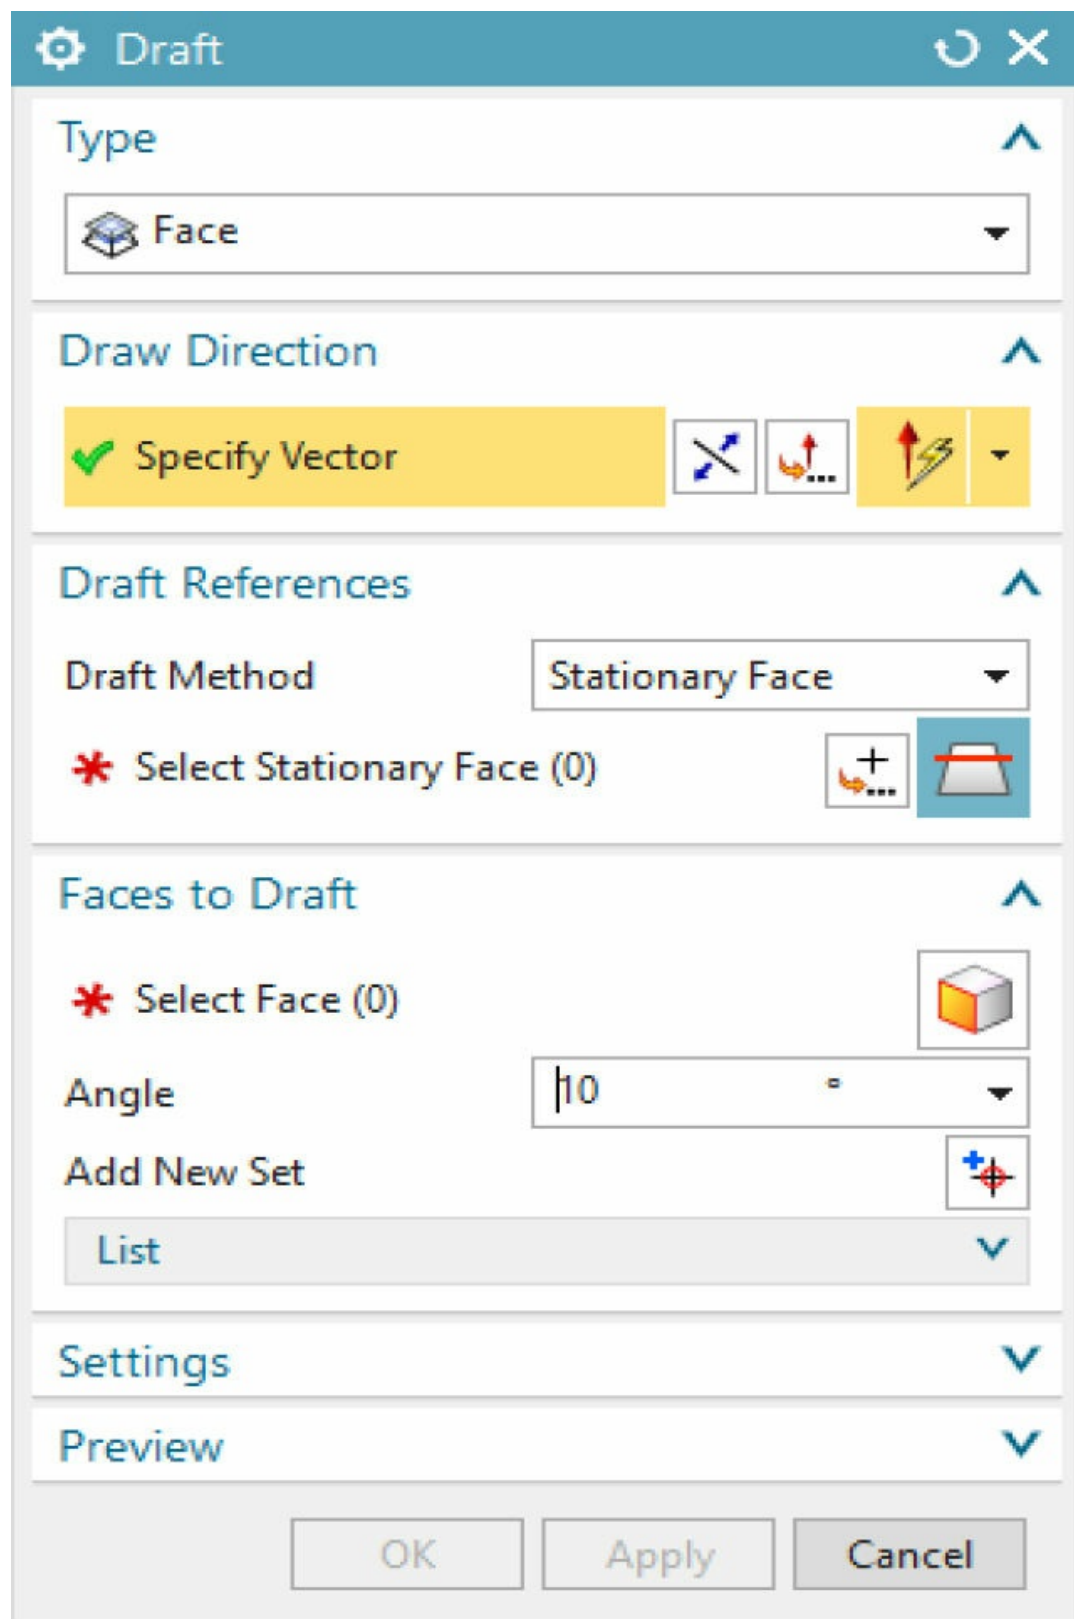 Draft
Type
Face
Draw Direction
Specify Vector
Draft References
Draft Method Stationary Face
* Select Stationary Face (0)
Faces to Draft
* Select Face (0)
Angle 10 °
Add New Set
List
Settings
Preview
OK Apply Cancel